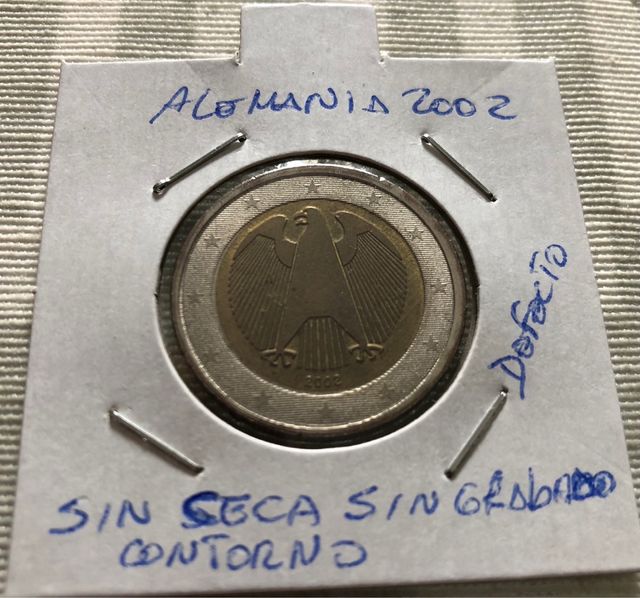 ALEMANIA 2002
2002
Defecto
SIN SECA SIN GRABADO
CONTORNO